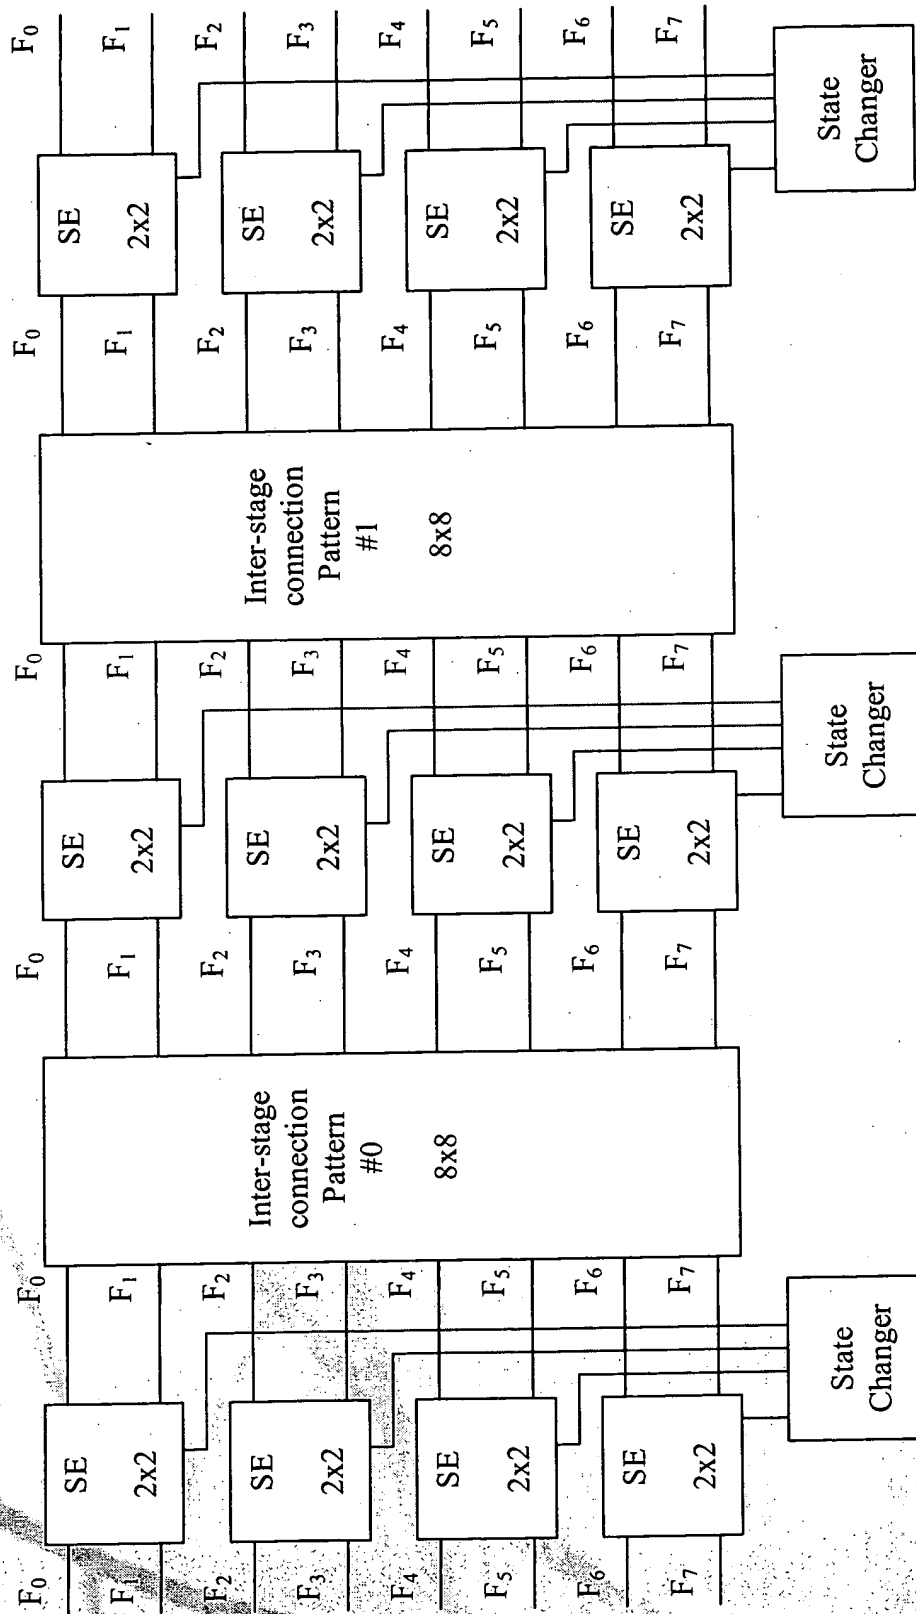 F0
F1
F2
F3
F4
F5
F6
F7
SE
2x2
SE
2x2
SE
2x2
SE
2x2
State
Changer
F0
F1
F2
F3
F4
F5
F6
F7
Inter-stage
connection
Pattern
#0
8x8
F0
F1
F2
F3
F4
F5
F6
F7
SE
2x2
SE
2x2
SE
2x2
SE
2x2
State
Changer
F0
F1
F2
F3
F4
F5
F6
F7
Inter-stage
connection
Pattern
#1
8x8
F0
F1
F2
F3
F4
F5
F6
F7
SE
2x2
SE
2x2
SE
2x2
SE
2x2
State
Changer
F0
F1
F2
F3
F4
F5
F6
F7